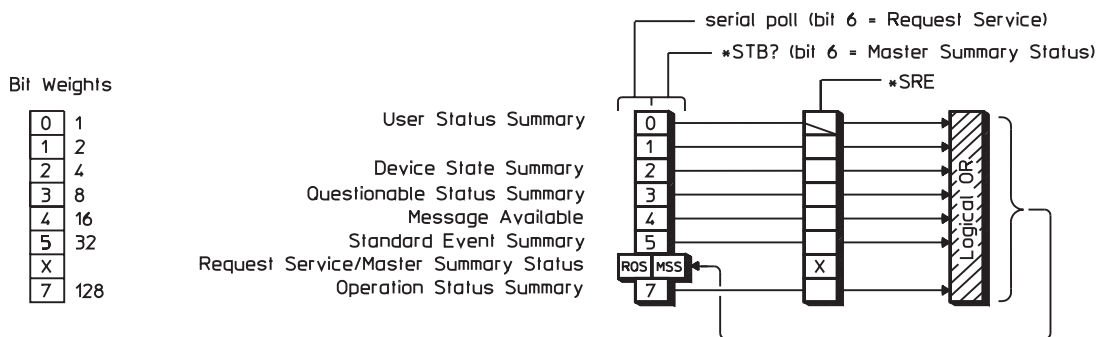 serial poll (bit 6 = Request Service)
*STB? (bit 6 = Master Summary Status)
*SRE
Bit Weights
0 1
1 2
2 4
3 8
4 16
5 32
X
7 128
User Status Summary
Device State Summary
Questionable Status Summary
Message Available
Standard Event Summary
Request Service/Master Summary Status
Operation Status Summary
0
1
2
3
4
5
RQS MSS
7
X
Logical OR